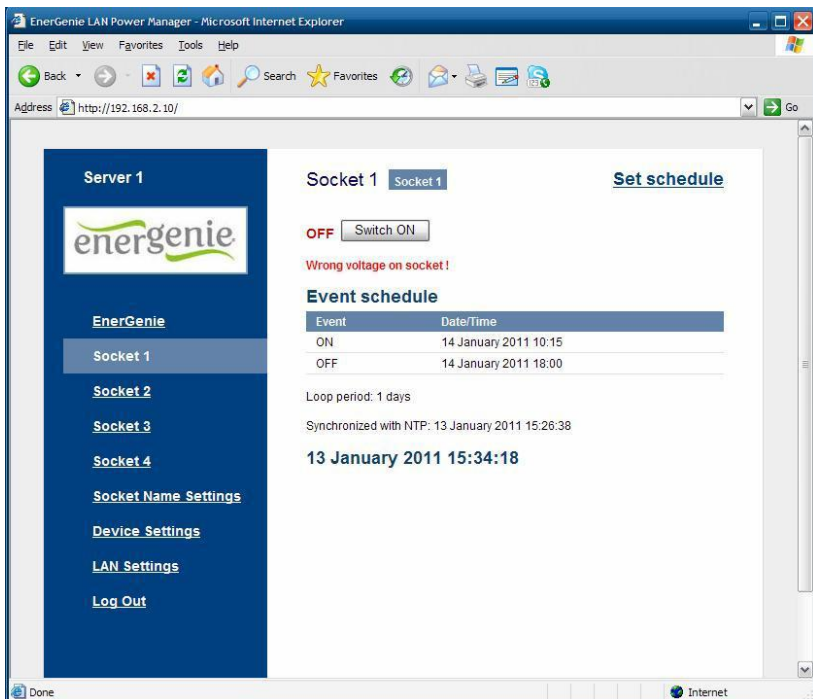 EnerGenie LAN Power Manager - Microsoft Internet Explorer
File Edit View Favorites Tools Help
Back Search Favorites
Address http://192.168.2.10/ Go
Server 1
energenie
EnerGenie
Socket 1
Socket 2
Socket 3
Socket 4
Socket Name Settings
Device Settings
LAN Settings
Log Out
Socket 1 Socket 1 Set schedule
OFF Switch ON
Wrong voltage on socket !
Event schedule
Event Date/Time
ON 14 January 2011 10:15
OFF 14 January 2011 18:00
Loop period: 1 days
Synchronized with NTP: 13 January 2011 15:26:38
13 January 2011 15:34:18
Done Internet